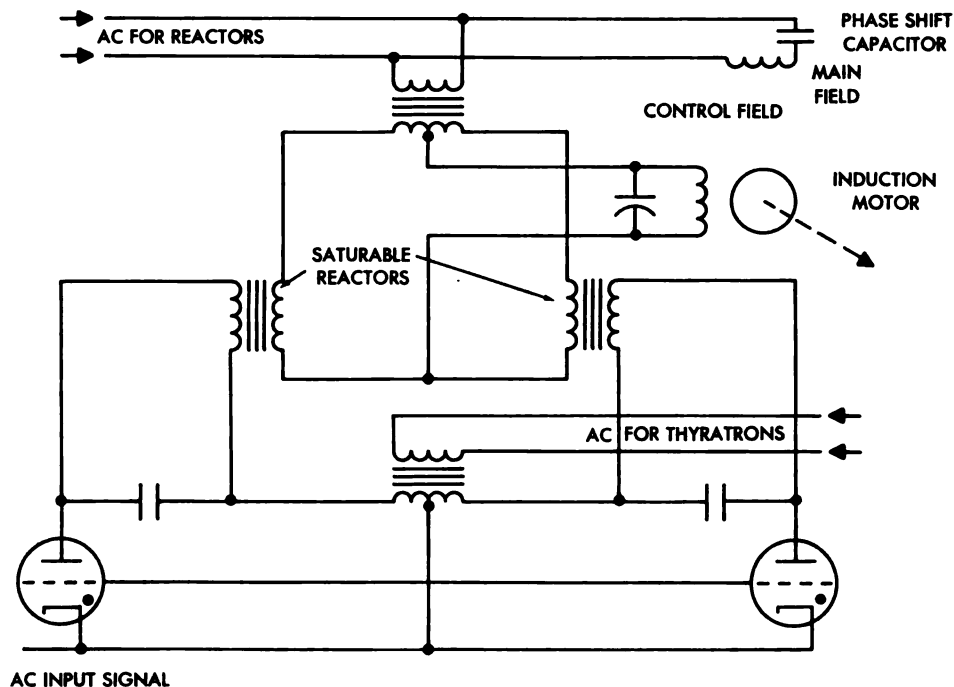 AC FOR REACTORS
PHASE SHIFT
CAPACITOR
MAIN
FIELD
CONTROL FIELD
INDUCTION
MOTOR
SATURABLE
REACTORS
AC FOR THYRATRONS
AC INPUT SIGNAL